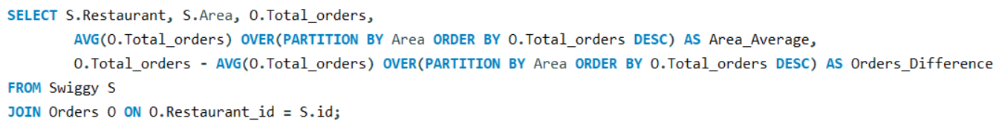 SELECT S.Restaurant, S.Area, O.Total_orders,
AVG(O.Total_orders) OVER(PARTITION BY Area ORDER BY O.Total_orders DESC) AS Area_Average,
O.Total_orders - AVG(O.Total_orders) OVER(PARTITION BY Area ORDER BY O.Total_orders DESC) AS Orders_Difference
FROM Swiggy S
JOIN Orders O ON O.Restaurant_id = S.id;